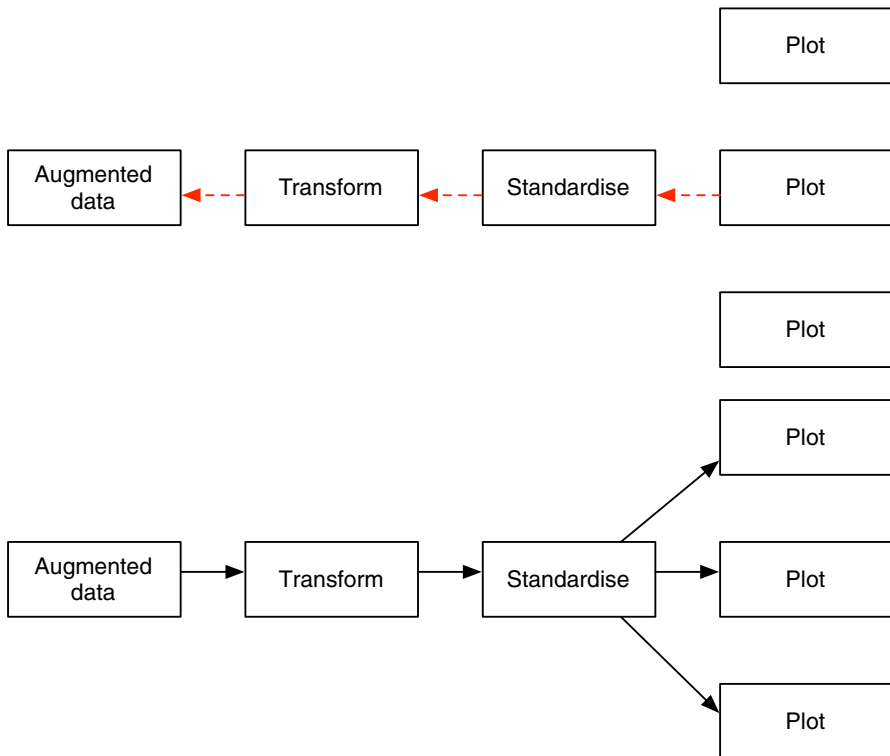 Plot
Augmented
data
Transform
Standardise
Plot
Plot
Plot
Augmented
data
Transform
Standardise
Plot
Plot